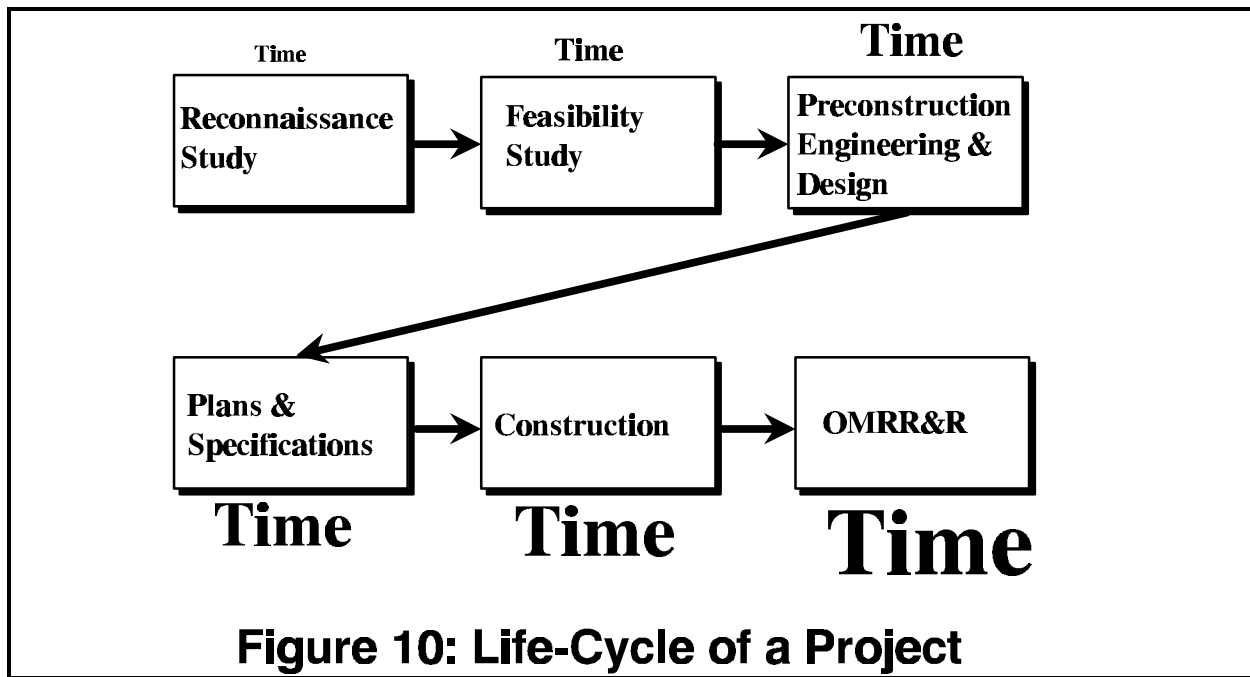 Time
Time
Time
Reconnaissance
Study
Feasibility
Study
Preconstruction
Engineering &
Design
Plans &
Specifications
Construction
OMRR&R
Time
Time
Time
Figure 10: Life-Cycle of a Project